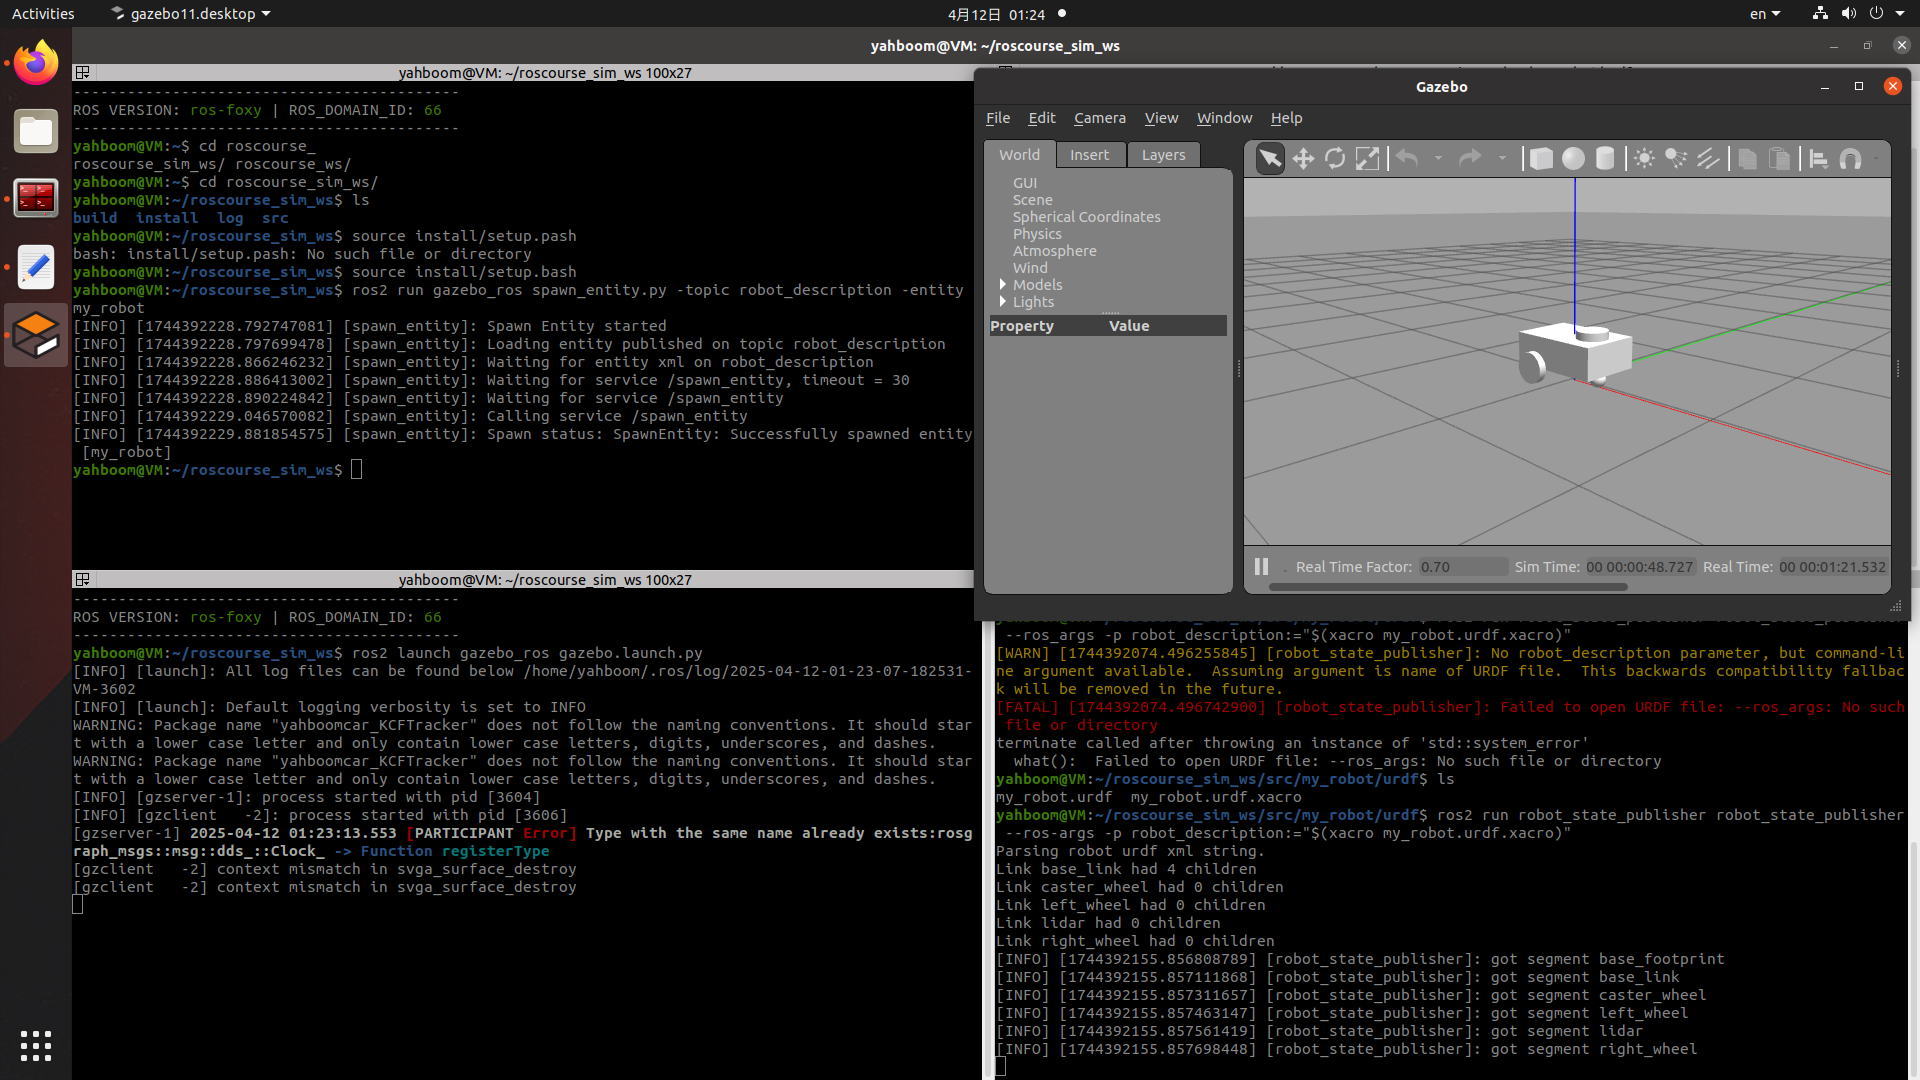 Activities
gazebo11.desktop
4月12日 01:24
en
yahboom@VM: ~/roscourse_sim_ws
yahboom@VM: ~/roscourse_sim_ws 100x27
--------------------------------------------
ROS VERSION: ros-foxy | ROS_DOMAIN_ID: 66
--------------------------------------------
yahboom@VM:~$ cd roscourse_
roscourse_sim_ws/ roscourse_ws/
yahboom@VM:~$ cd roscourse_sim_ws/
yahboom@VM:~/roscourse_sim_ws$ ls
build install log src
yahboom@VM:~/roscourse_sim_ws$ source install/setup.pash
bash: install/setup.pash: No such file or directory
yahboom@VM:~/roscourse_sim_ws$ source install/setup.bash
yahboom@VM:~/roscourse_sim_ws$ ros2 run gazebo_ros spawn_entity.py -topic robot_description -entity
my_robot
[INFO] [1744392228.792747081] [spawn_entity]: Spawn Entity started
[INFO] [1744392228.797699478] [spawn_entity]: Loading entity published on topic robot_description
[INFO] [1744392228.866246232] [spawn_entity]: Waiting for entity xml on robot_description
[INFO] [1744392228.886413002] [spawn_entity]: Waiting for service /spawn_entity, timeout = 30
[INFO] [1744392228.890224842] [spawn_entity]: Waiting for service /spawn_entity
[INFO] [1744392229.046570082] [spawn_entity]: Calling service /spawn_entity
[INFO] [1744392229.881854575] [spawn_entity]: Spawn status: SpawnEntity: Successfully spawned entity
[my_robot]
yahboom@VM:~/roscourse_sim_ws$
Gazebo
File Edit Camera View Window Help
World Insert Layers
GUI
Scene
Spherical Coordinates
Physics
Atmosphere
Wind
Models
Lights
Property Value
Real Time Factor: 0.70 Sim Time: 00 00:00:48.727 Real Time: 00 00:01:21.532
yahboom@VM: ~/roscourse_sim_ws 100x27
--------------------------------------------
ROS VERSION: ros-foxy | ROS_DOMAIN_ID: 66
--------------------------------------------
yahboom@VM:~/roscourse_sim_ws$ ros2 launch gazebo_ros gazebo.launch.py
[INFO] [launch]: All log files can be found below /home/yahboom/.ros/log/2025-04-12-01-23-07-182531-
VM-3602
[INFO] [launch]: Default logging verbosity is set to INFO
WARNING: Package name "yahboomcar_KCFTracker" does not follow the naming conventions. It should star
t with a lower case letter and only contain lower case letters, digits, underscores, and dashes.
WARNING: Package name "yahboomcar_KCFTracker" does not follow the naming conventions. It should star
t with a lower case letter and only contain lower case letters, digits, underscores, and dashes.
[INFO] [gzserver-1]: process started with pid [3604]
[INFO] [gzclient   -2]: process started with pid [3606]
[gzserver-1] 2025-04-12 01:23:13.553 [PARTICIPANT Error] Type with the same name already exists:rosg
raph_msgs::msg::dds_::Clock_ -> Function registerType
[gzclient   -2] context mismatch in svga_surface_destroy
[gzclient   -2] context mismatch in svga_surface_destroy
--ros_args -p robot_description:="$(xacro my_robot.urdf.xacro)"
[WARN] [1744392074.496255845] [robot_state_publisher]: No robot_description parameter, but command-li
ne argument available.  Assuming argument is name of URDF file.  This backwards compatibility fallbac
k will be removed in the future.
[FATAL] [1744392074.496742900] [robot_state_publisher]: Failed to open URDF file: --ros_args: No such
file or directory
terminate called after throwing an instance of 'std::system_error'
what():  Failed to open URDF file: --ros_args: No such file or directory
yahboom@VM:~/roscourse_sim_ws/src/my_robot/urdf$ ls
my_robot.urdf  my_robot.urdf.xacro
yahboom@VM:~/roscourse_sim_ws/src/my_robot/urdf$ ros2 run robot_state_publisher robot_state_publisher
--ros-args -p robot_description:="$(xacro my_robot.urdf.xacro)"
Parsing robot urdf xml string.
Link base_link had 4 children
Link caster_wheel had 0 children
Link left_wheel had 0 children
Link lidar had 0 children
Link right_wheel had 0 children
[INFO] [1744392155.856808789] [robot_state_publisher]: got segment base_footprint
[INFO] [1744392155.857111868] [robot_state_publisher]: got segment base_link
[INFO] [1744392155.857311657] [robot_state_publisher]: got segment caster_wheel
[INFO] [1744392155.857463147] [robot_state_publisher]: got segment left_wheel
[INFO] [1744392155.857561419] [robot_state_publisher]: got segment lidar
[INFO] [1744392155.857698448] [robot_state_publisher]: got segment right_wheel